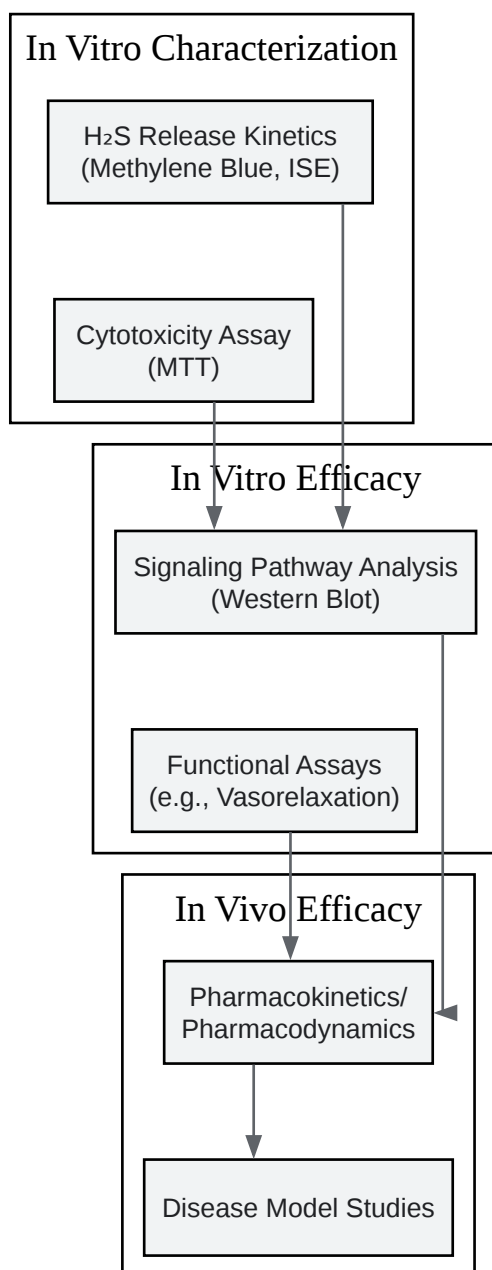 In Vitro Characterization
H₂S Release Kinetics
(Methylene Blue, ISE)
Cytotoxicity Assay
(MTT)
In Vitro Efficacy
Signaling Pathway Analysis
(Western Blot)
Functional Assays
(e.g., Vasorelaxation)
In Vivo Efficacy
Pharmacokinetics/
Pharmacodynamics
Disease Model Studies